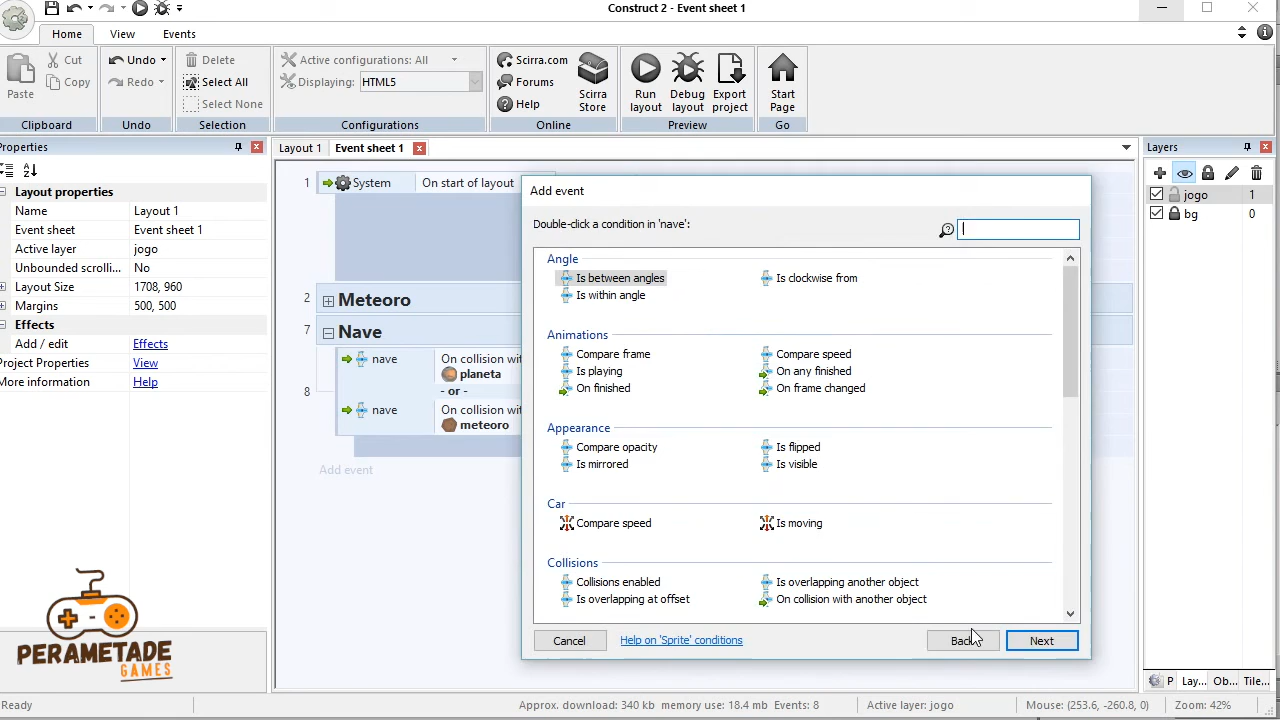 Construct 2 - Event sheet 1
Home View Events
Paste
Cut
Copy
Clipboard
Undo
Redo
Undo
Delete
Select All
Select None
Selection
Active configurations: All
Displaying: HTML5
Configurations
Scirra.com
Forums
Help
Scirra
Store
Online
Run
layout
Debug
layout
Export
project
Preview
Start
Page
Go
Properties
Layout properties
Name Layout 1
Event sheet Event sheet 1
Active layer jogo
Unbounded scrolli... No
Layout Size 1708, 960
Margins 500, 500
Effects
Add / edit Effects
Project Properties View
More information Help
Layout 1 Event sheet 1
1 System On start of layout
2 Meteoro
7 Nave
nave On collision wit
planeta
8 - or -
nave On collision wit
meteoro
Add event
Add event
Double-click a condition in 'nave':
Angle
Is between angles Is clockwise from
Is within angle
Animations
Compare frame Compare speed
Is playing On any finished
On finished On frame changed
Appearance
Compare opacity Is flipped
Is mirrored Is visible
Car
Compare speed Is moving
Collisions
Collisions enabled Is overlapping another object
Is overlapping at offset On collision with another object
Cancel Help on 'Sprite' conditions Back Next
Layers
jogo 1
bg 0
P Lay... Ob... Tile...
PERAMETADE
GAMES
Ready Approx. download: 340 kb memory use: 18.4 mb Events: 8 Active layer: jogo Mouse: (253.6, -260.8, 0) Zoom: 42%